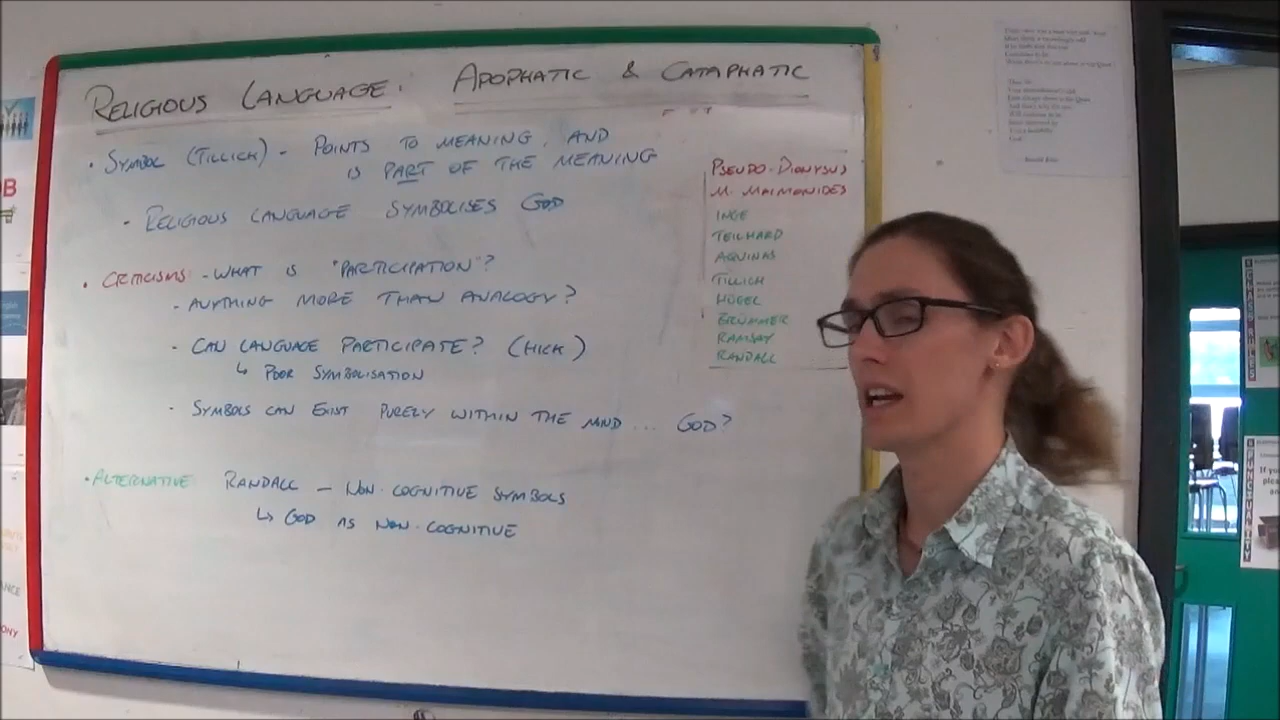 RELIGIOUS LANGUAGE. APOPHATIC & CATAPHATIC
• SYMBOL (TILLICH) - POINTS TO MEANING, AND
IS PART OF THE MEANING
- RELIGIOUS LANGUAGE SYMBOLISES GOD
• CRITICISMS - WHAT IS "PARTICIPATION"?
- ANYTHING MORE THAN ANALOGY?
- CAN LANGUAGE PARTICIPATE? (HICK)
↳ POOR SYMBOLISATION
- SYMBOLS CAN EXIST PURELY WITHIN THE MIND ... GOD?
• ALTERNATIVE RANDALL - NON-COGNITIVE SYMBOLS
↳ GOD AS NON-COGNITIVE
PSEUDO-DIONYSUS
M. MAIMONIDES
INGE
TEILHARD
AQUINAS
TILLICH
HÜGEL
BRÜMMER
RAMSAY
RANDALL